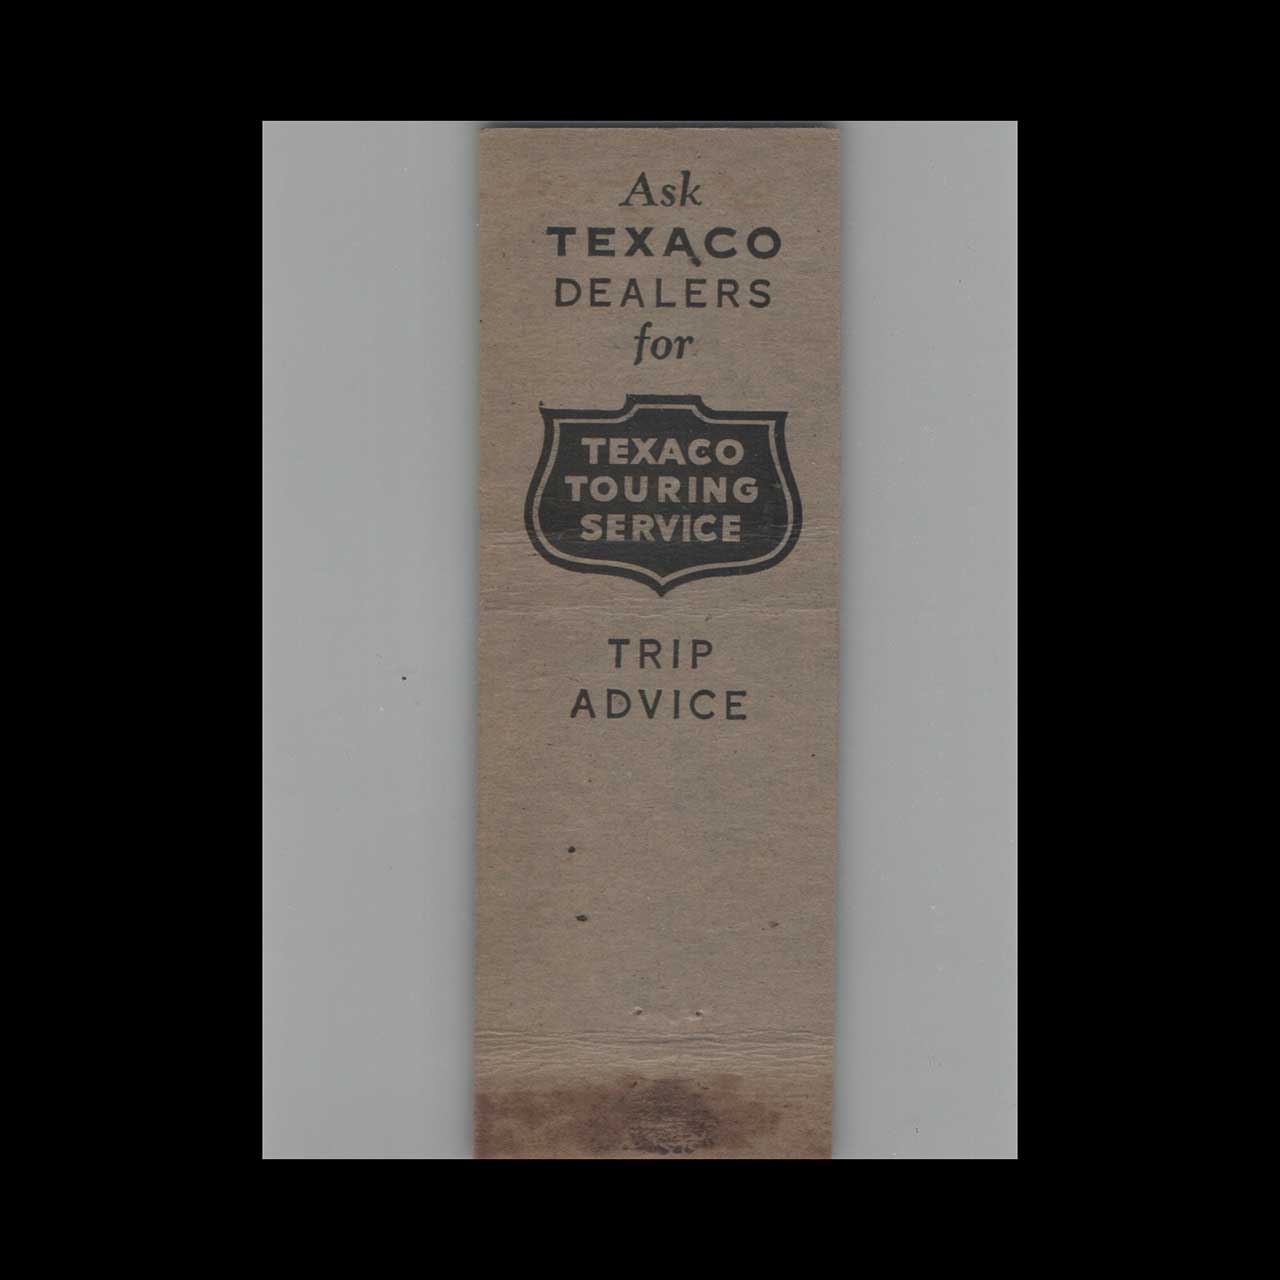 Ask
TEXACO
DEALERS
for
TEXACO
TOURING
SERVICE
TRIP
ADVICE